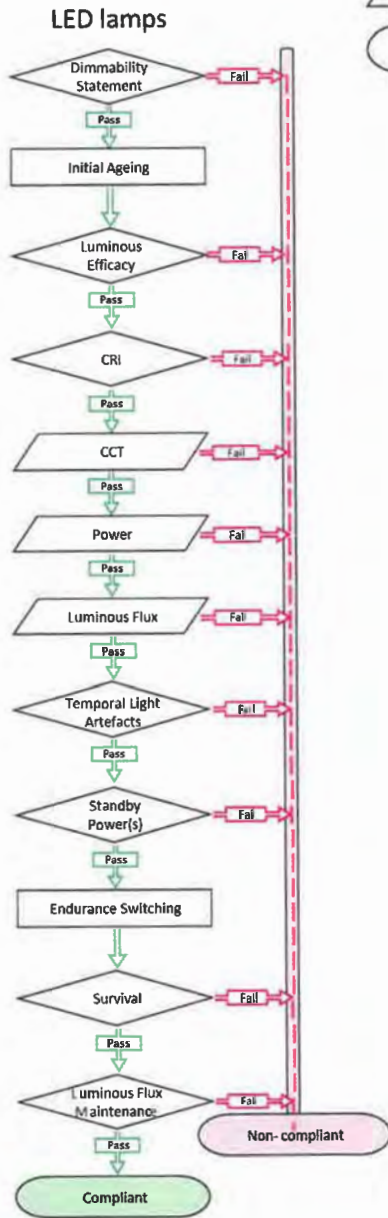 LED lamps
Dimmability
Statement
Fail
Pass
Initial Ageing
Luminous
Efficacy
Fail
Pass
CRI
Fail
Pass
CCT
Fail
Pass
Power
Fail
Pass
Luminous Flux
Fail
Pass
Temporal Light
Artefacts
Fail
Pass
Standby
Power(s)
Fail
Pass
Endurance Switching
Survival
Fail
Pass
Luminous Flux
Maintenance
Fail
Pass
Non- compliant
Compliant